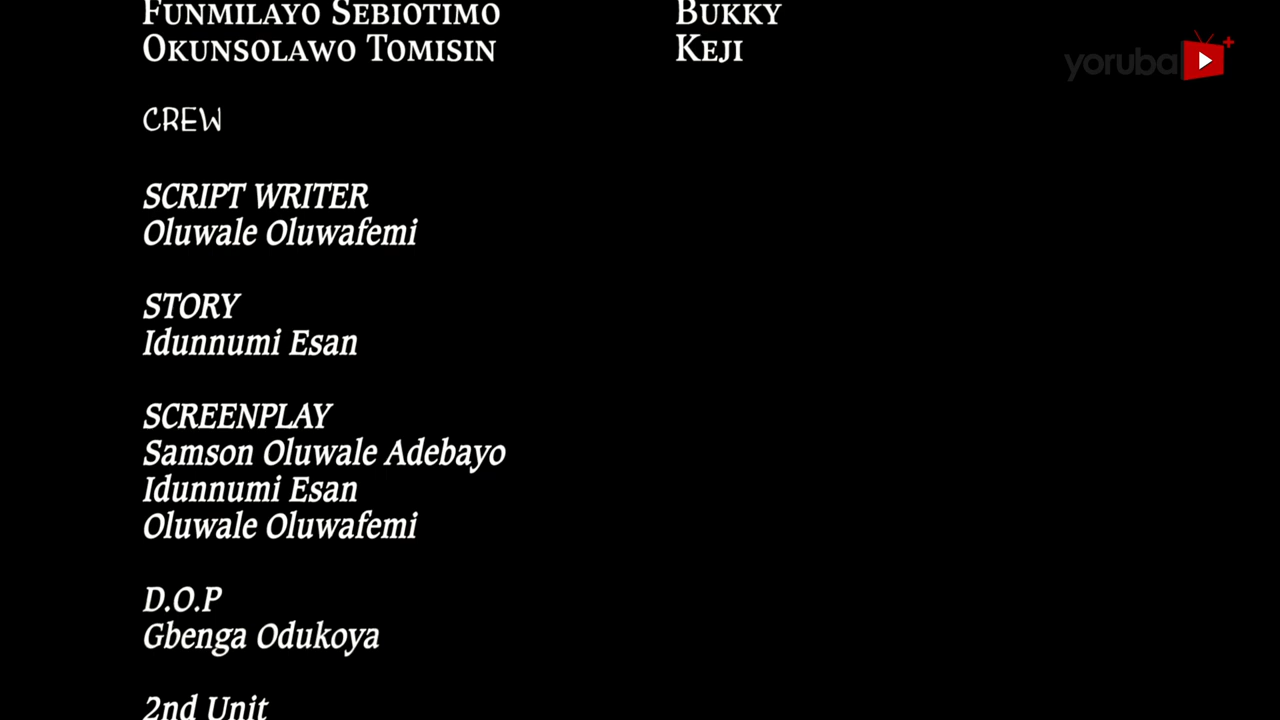 FUNMILAYO SEBIOTIMO BUKKY
OKUNSOLAWO TOMISIN KEJI
yoruba
CREW
SCRIPT WRITER
Oluwale Oluwafemi
STORY
Idunnumi Esan
SCREENPLAY
Samson Oluwale Adebayo
Idunnumi Esan
Oluwale Oluwafemi
D.O.P
Gbenga Odukoya
2nd Unit